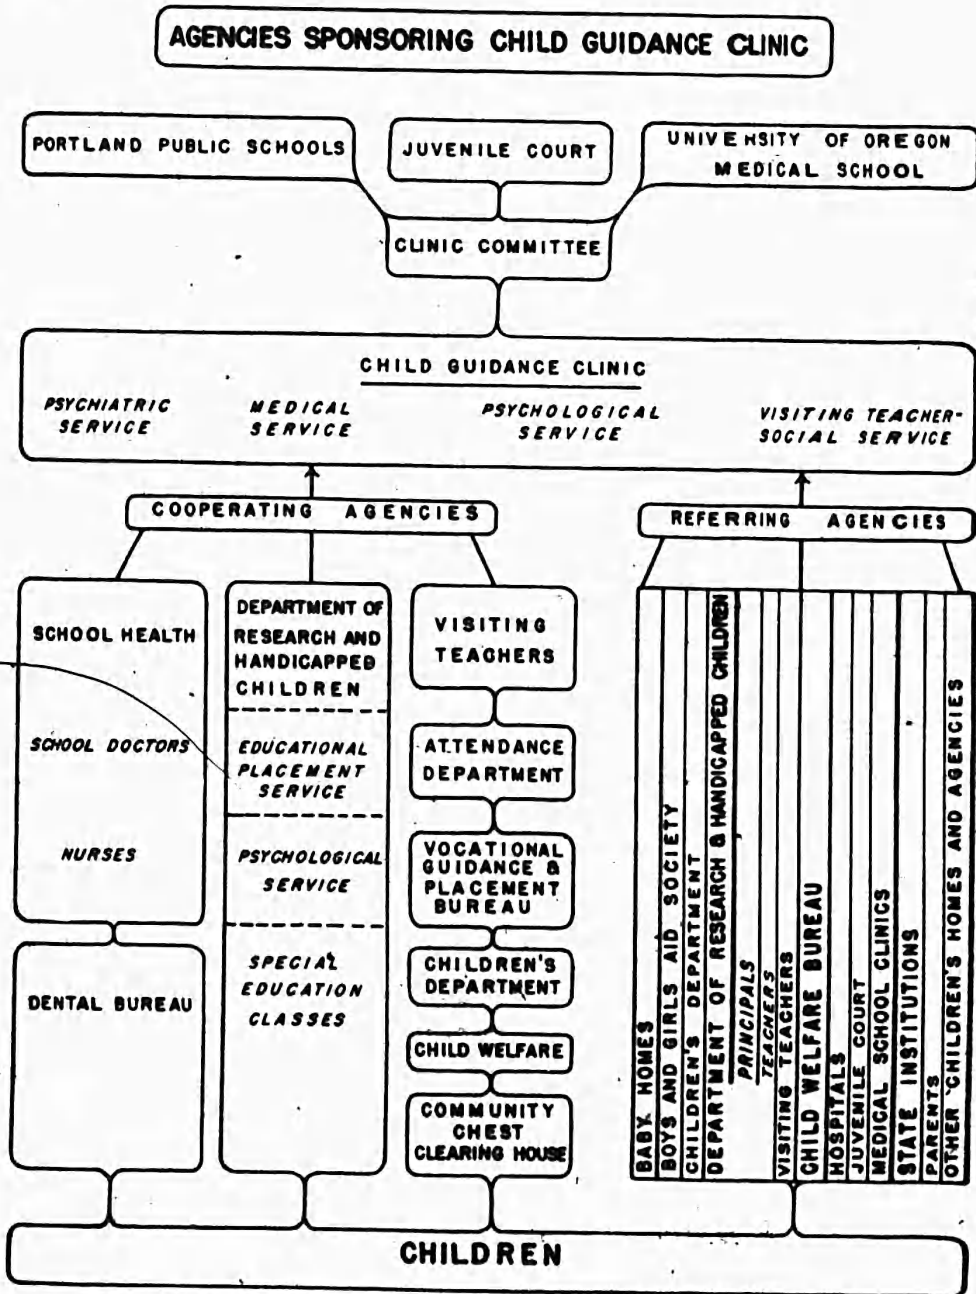 AGENCIES SPONSORING CHILD GUIDANCE CLINIC
PORTLAND PUBLIC SCHOOLS
JUVENILE COURT
UNIVERSITY OF OREGON
MEDICAL SCHOOL
CLINIC COMMITTEE
CHILD GUIDANCE CLINIC
PSYCHIATRIC
SERVICE
MEDICAL
SERVICE
PSYCHOLOGICAL
SERVICE
VISITING TEACHER-
SOCIAL SERVICE
COOPERATING AGENCIES
REFERRING AGENCIES
SCHOOL HEALTH
SCHOOL DOCTORS
NURSES
DENTAL BUREAU
DEPARTMENT OF
RESEARCH AND
HANDICAPPED
CHILDREN
EDUCATIONAL
PLACEMENT
SERVICE
PSYCHOLOGICAL
SERVICE
SPECIAL
EDUCATION
CLASSES
VISITING
TEACHERS
ATTENDANCE
DEPARTMENT
VOCATIONAL
GUIDANCE &
PLACEMENT
BUREAU
CHILDREN'S
DEPARTMENT
CHILD WELFARE
COMMUNITY
CHEST
CLEARING HOUSE
BABY HOMES
BOYS AND GIRLS AID SOCIETY
CHILDREN'S DEPARTMENT
DEPARTMENT OF RESEARCH & HANDICAPPED CHILDREN
PRINCIPALS
TEACHERS
VISITING TEACHERS
CHILD WELFARE BUREAU
HOSPITALS
JUVENILE COURT
MEDICAL SCHOOL CLINICS
STATE INSTITUTIONS
PARENTS
OTHER CHILDREN'S HOMES AND AGENCIES
CHILDREN